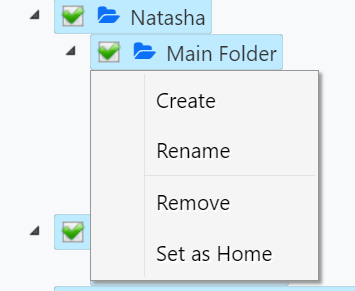 Natasha
Main Folder
Create
Rename
Remove
Set as Home